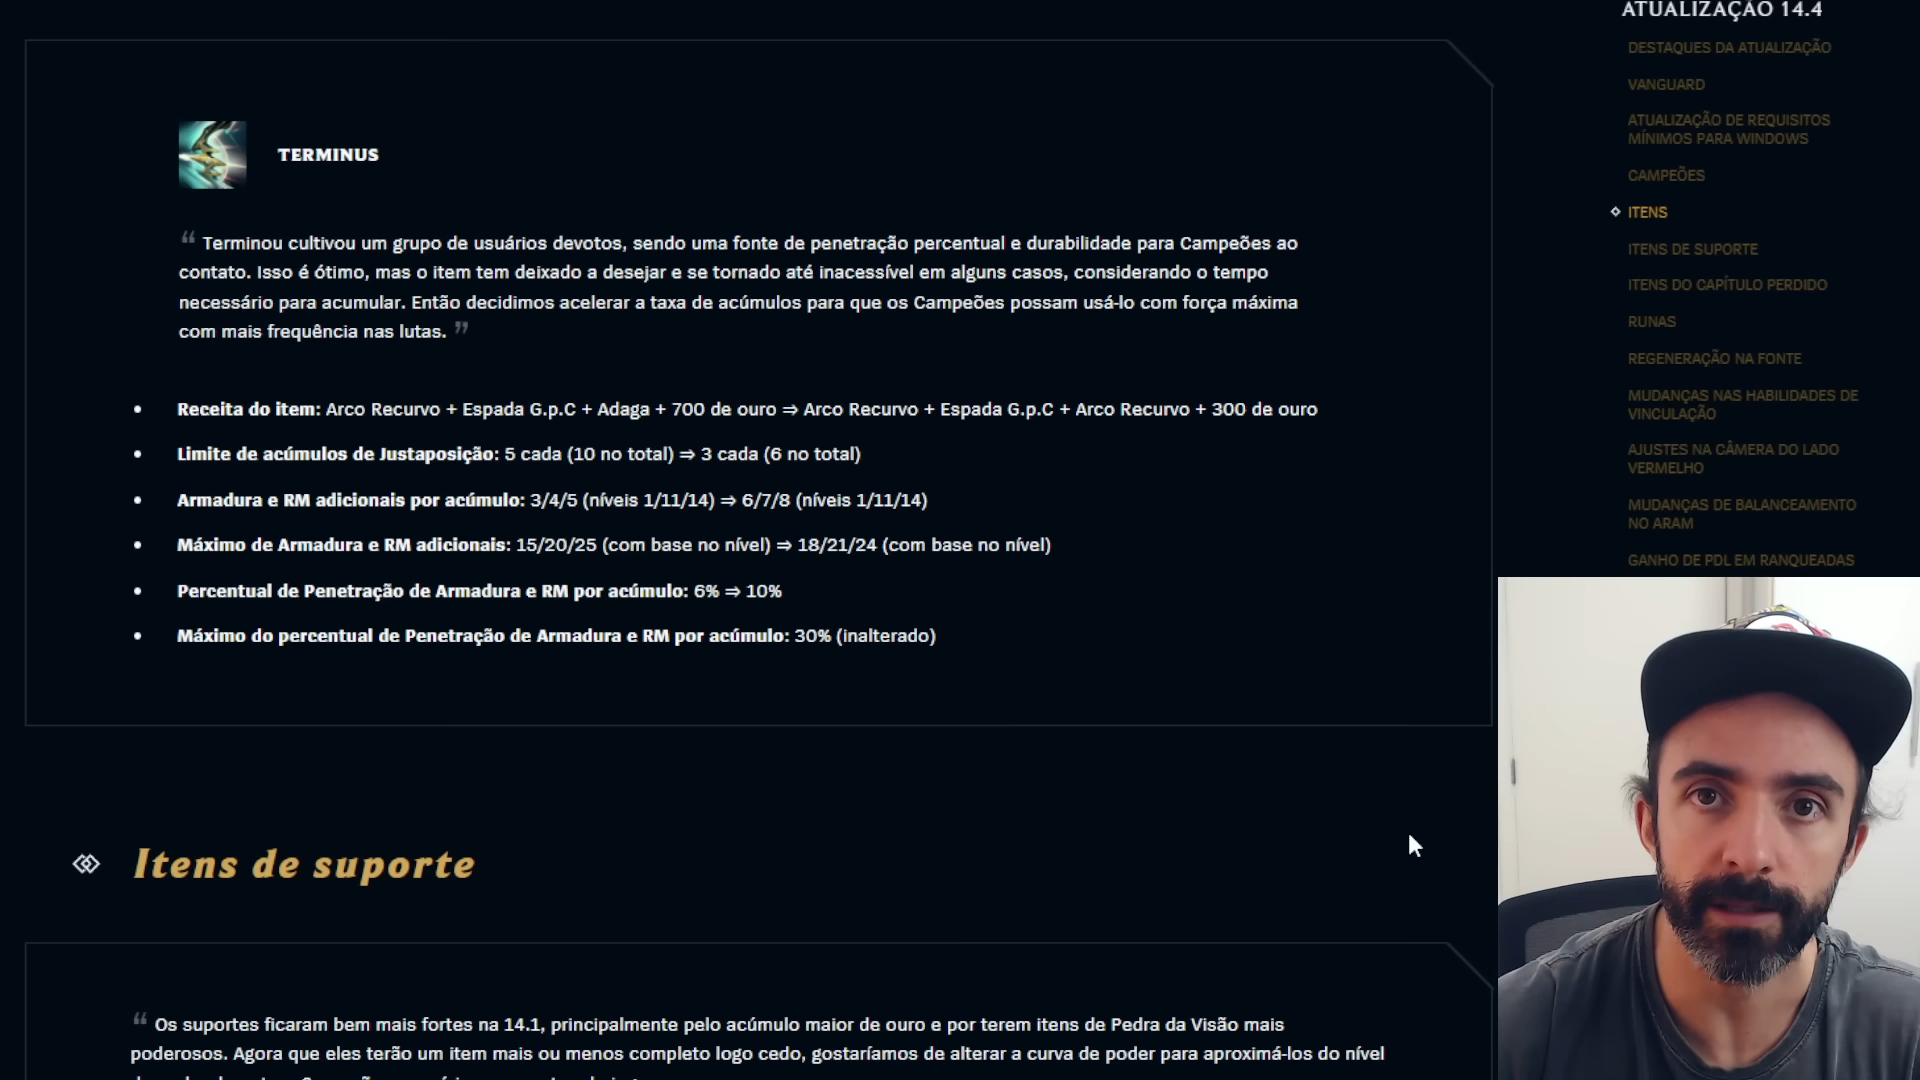 TERMINUS
“ Terminou cultivou um grupo de usuários devotos, sendo uma fonte de penetração percentual e durabilidade para Campeões ao
contato. Isso é ótimo, mas o item tem deixado a desejar e se tornado até inacessível em alguns casos, considerando o tempo
necessário para acumular. Então decidimos acelerar a taxa de acúmulos para que os Campeões possam usá-lo com força máxima
com mais frequência nas lutas. ”
• Receita do item: Arco Recurvo + Espada G.p.C + Adaga + 700 de ouro ⇒ Arco Recurvo + Espada G.p.C + Arco Recurvo + 300 de ouro
• Limite de acúmulos de Justaposição: 5 cada (10 no total) ⇒ 3 cada (6 no total)
• Armadura e RM adicionais por acúmulo: 3/4/5 (níveis 1/11/14) ⇒ 6/7/8 (níveis 1/11/14)
• Máximo de Armadura e RM adicionais: 15/20/25 (com base no nível) ⇒ 18/21/24 (com base no nível)
• Percentual de Penetração de Armadura e RM por acúmulo: 6% ⇒ 10%
• Máximo do percentual de Penetração de Armadura e RM por acúmulo: 30% (inalterado)
Itens de suporte
“ Os suportes ficaram bem mais fortes na 14.1, principalmente pelo acúmulo maior de ouro e por terem itens de Pedra da Visão mais
poderosos. Agora que eles terão um item mais ou menos completo logo cedo, gostaríamos de alterar a curva de poder para aproximá-los do nível
ATUALIZAÇÃO 14.4
DESTAQUES DA ATUALIZAÇÃO
VANGUARD
ATUALIZAÇÃO DE REQUISITOS
MÍNIMOS PARA WINDOWS
CAMPEÕES
ITENS
ITENS DE SUPORTE
ITENS DO CAPÍTULO PERDIDO
RUNAS
REGENERAÇÃO NA FONTE
MUDANÇAS NAS HABILIDADES DE
VINCULAÇÃO
AJUSTES NA CÂMERA DO LADO
VERMELHO
MUDANÇAS DE BALANCEAMENTO
NO ARAM
GANHO DE PDL EM RANQUEADAS